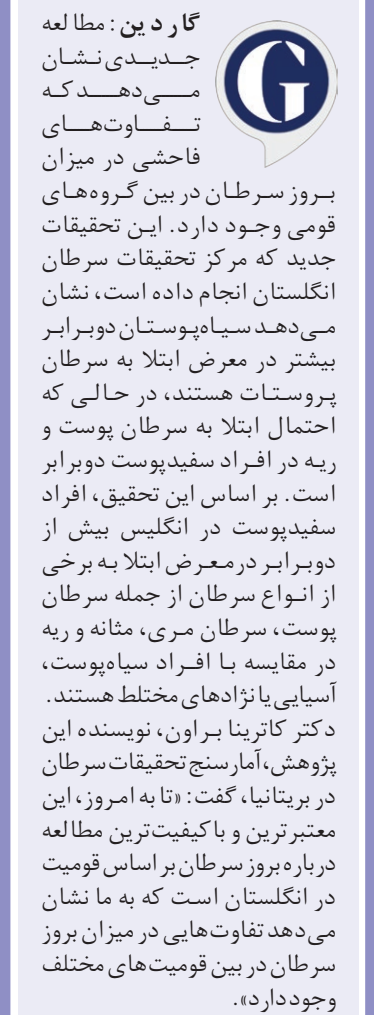 G
گاردین: مطالعه
جدیدی نشان
می‌دهد که
تفاوت‌های
فاحشی در میزان
بروز سرطان در بین گروه‌های
قومی وجود دارد. این تحقیقات
جدید که مرکز تحقیقات سرطان
انگلستان انجام داده است، نشان
می‌دهد سیاه‌پوستان دوبرابر
بیشتر در معرض ابتلا به سرطان
پروستات هستند، در حالی که
احتمال ابتلا به سرطان پوست و
ریه در افراد سفیدپوست دوبرابر
است. بر اساس این تحقیق، افراد
سفیدپوست در انگلیس بیش از
دوبرابر درمعرض ابتلا به برخی
از انواع سرطان از جمله سرطان
پوست، سرطان مری، مثانه و ریه
در مقایسه با افراد سیاه‌پوست،
آسیایی یا نژادهای مختلط هستند.
دکتر کاترینا براون، نویسنده این
پژوهش، آمارسنج تحقیقات سرطان
در بریتانیا، گفت: «تا به امروز، این
معتبرترین و باکیفیت‌ترین مطالعه
درباره بروز سرطان بر اساس قومیت
در انگلستان است که به ما نشان
می‌دهد تفاوت‌هایی در میزان بروز
سرطان در بین قومیت‌های مختلف
وجود دارد».